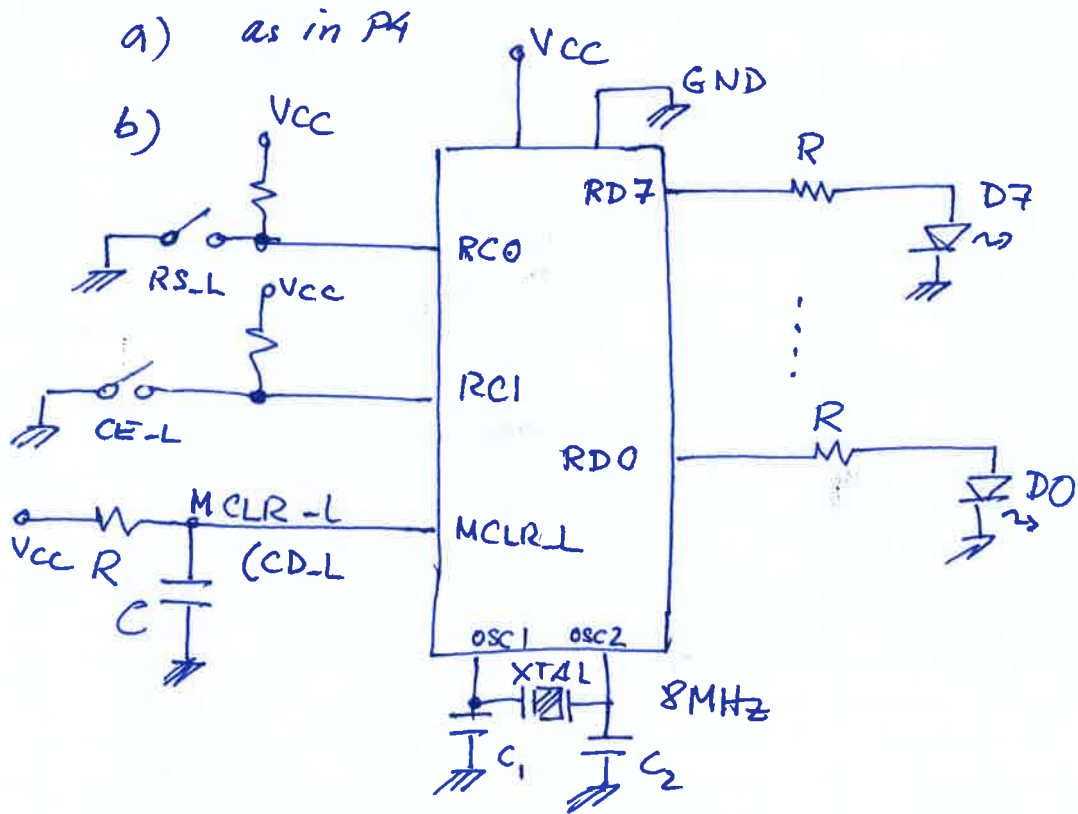 a) as in P4
VCC
GND
b) VCC
R
RD7
D7
RC0
RS_L
VCC
RC1
CE_L
R
RD0
D0
MCLR_L
MCLR_L
VCC R
(CD_L
C
OSC1 OSC2
XTAL
8MHz
C1
C2